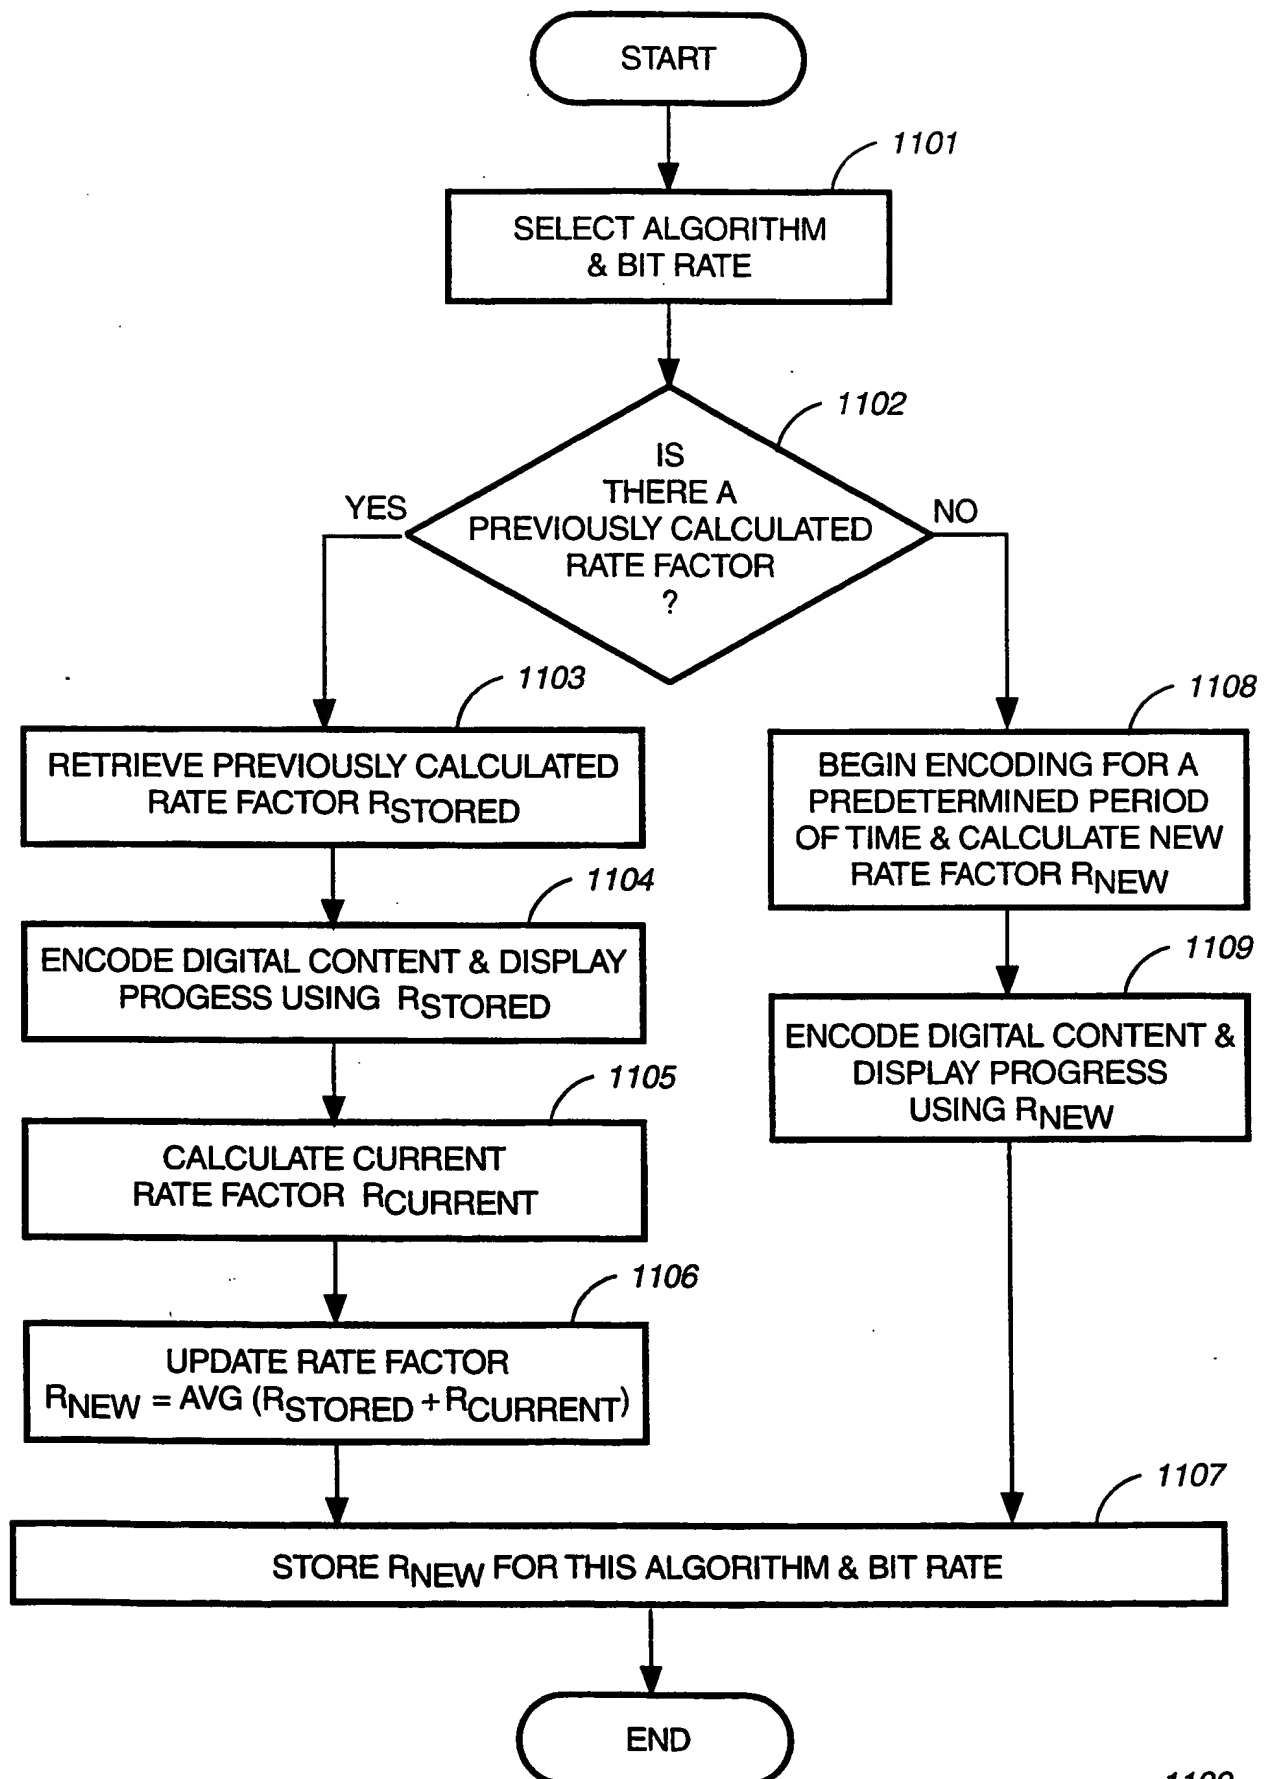 START
1101
SELECT ALGORITHM
& BIT RATE
1102
IS
THERE A
PREVIOUSLY CALCULATED
RATE FACTOR
?
YES
NO
1103
RETRIEVE PREVIOUSLY CALCULATED
RATE FACTOR RSTORED
1104
ENCODE DIGITAL CONTENT & DISPLAY
PROGESS USING RSTORED
1105
CALCULATE CURRENT
RATE FACTOR RCURRENT
1106
UPDATE RATE FACTOR
RNEW = AVG (RSTORED + RCURRENT)
1108
BEGIN ENCODING FOR A
PREDETERMINED PERIOD
OF TIME & CALCULATE NEW
RATE FACTOR RNEW
1109
ENCODE DIGITAL CONTENT &
DISPLAY PROGRESS
USING RNEW
1107
STORE RNEW FOR THIS ALGORITHM & BIT RATE
END